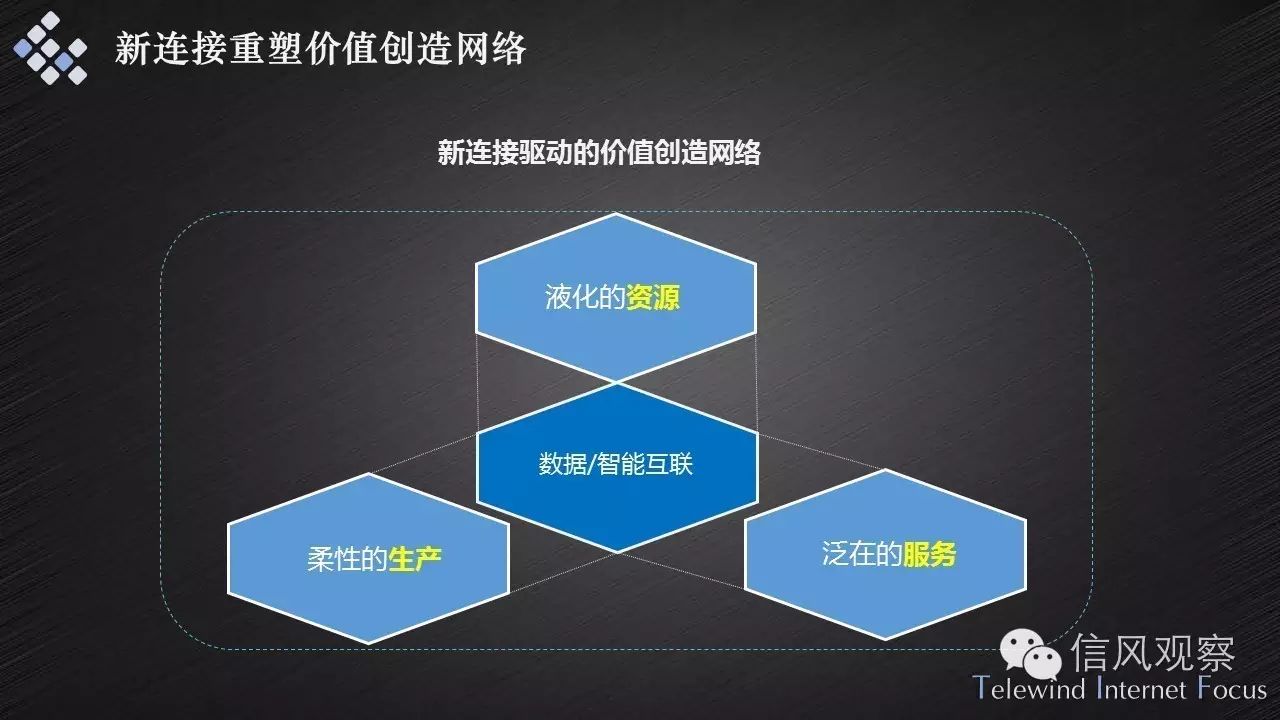 新连接重塑价值创造网络
新连接驱动的价值创造网络
液化的资源
数据/智能互联
柔性的生产
泛在的服务
信风观察
Telewind Internet Focus